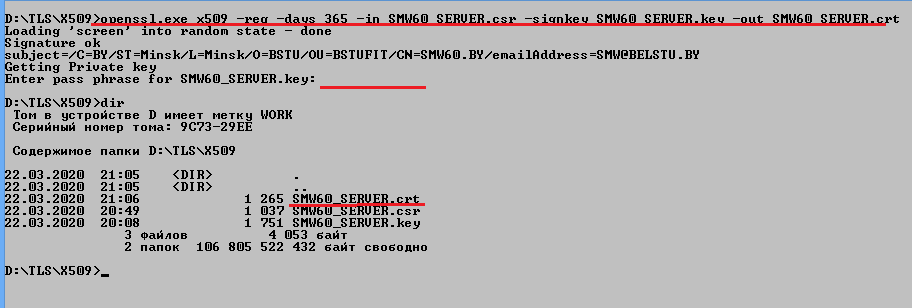 D:\TLS\X509>openssl.exe x509 -req -days 365 -in SMW60_SERVER.csr -signkey SMW60_SERVER.key -out SMW60_SERVER.crt
Loading 'screen' into random state - done
Signature ok
subject=/C=BY/ST=Minsk/L=Minsk/O=BSTU/OU=BSTUFIT/CN=SMW60.BY/emailAddress=SMW@BELSTU.BY
Getting Private key
Enter pass phrase for SMW60_SERVER.key:
D:\TLS\X509>dir
Том в устройстве D имеет метку WORK
Серийный номер тома: 9C73-29EE
Содержимое папки D:\TLS\X509
22.03.2020 21:05 <DIR> .
22.03.2020 21:05 <DIR> ..
22.03.2020 21:06 1 265 SMW60_SERVER.crt
22.03.2020 20:49 1 037 SMW60_SERVER.csr
22.03.2020 20:08 1 751 SMW60_SERVER.key
3 файлов 4 053 байт
2 папок 106 805 522 432 байт свободно
D:\TLS\X509>_